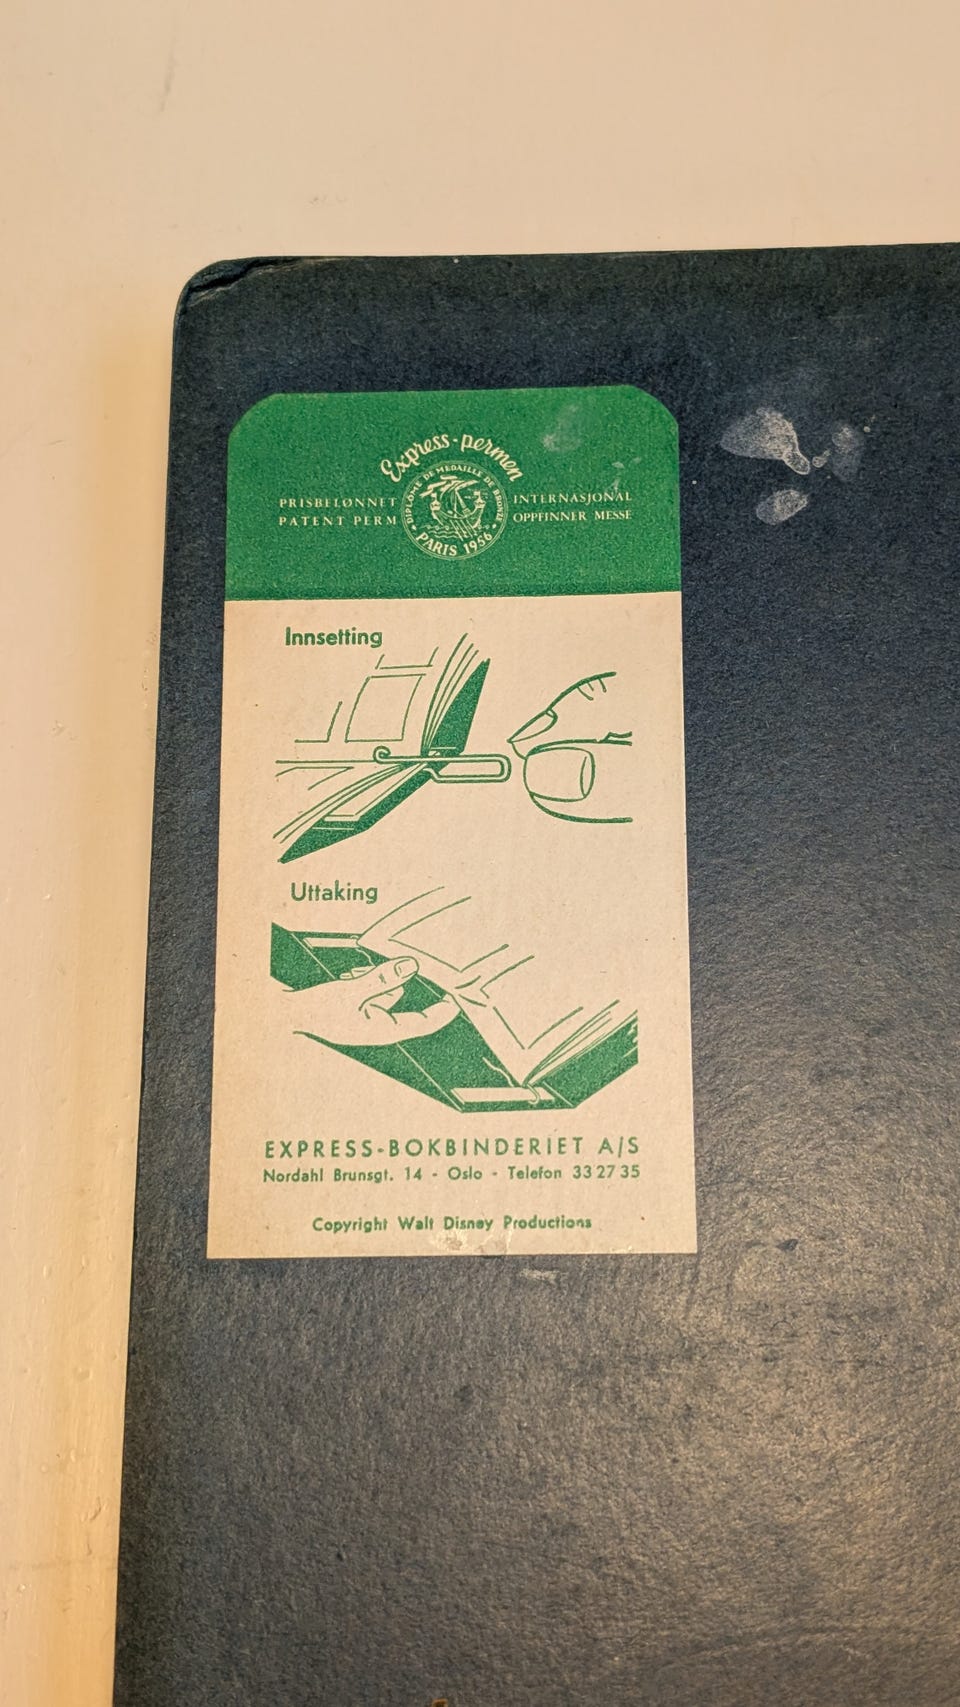 Express-permen
PRISBELØNNET
PATENT PERM
DIPLÔME DE MEDAILLE DE BRONZE
PARIS 1956
INTERNASJONAL
OPPFINNER MESSE
Innsetting
Uttaking
EXPRESS-BOKBINDERIET A/S
Nordahl Brunsgt. 14 - Oslo - Telefon 33 27 35
Copyright Walt Disney Productions